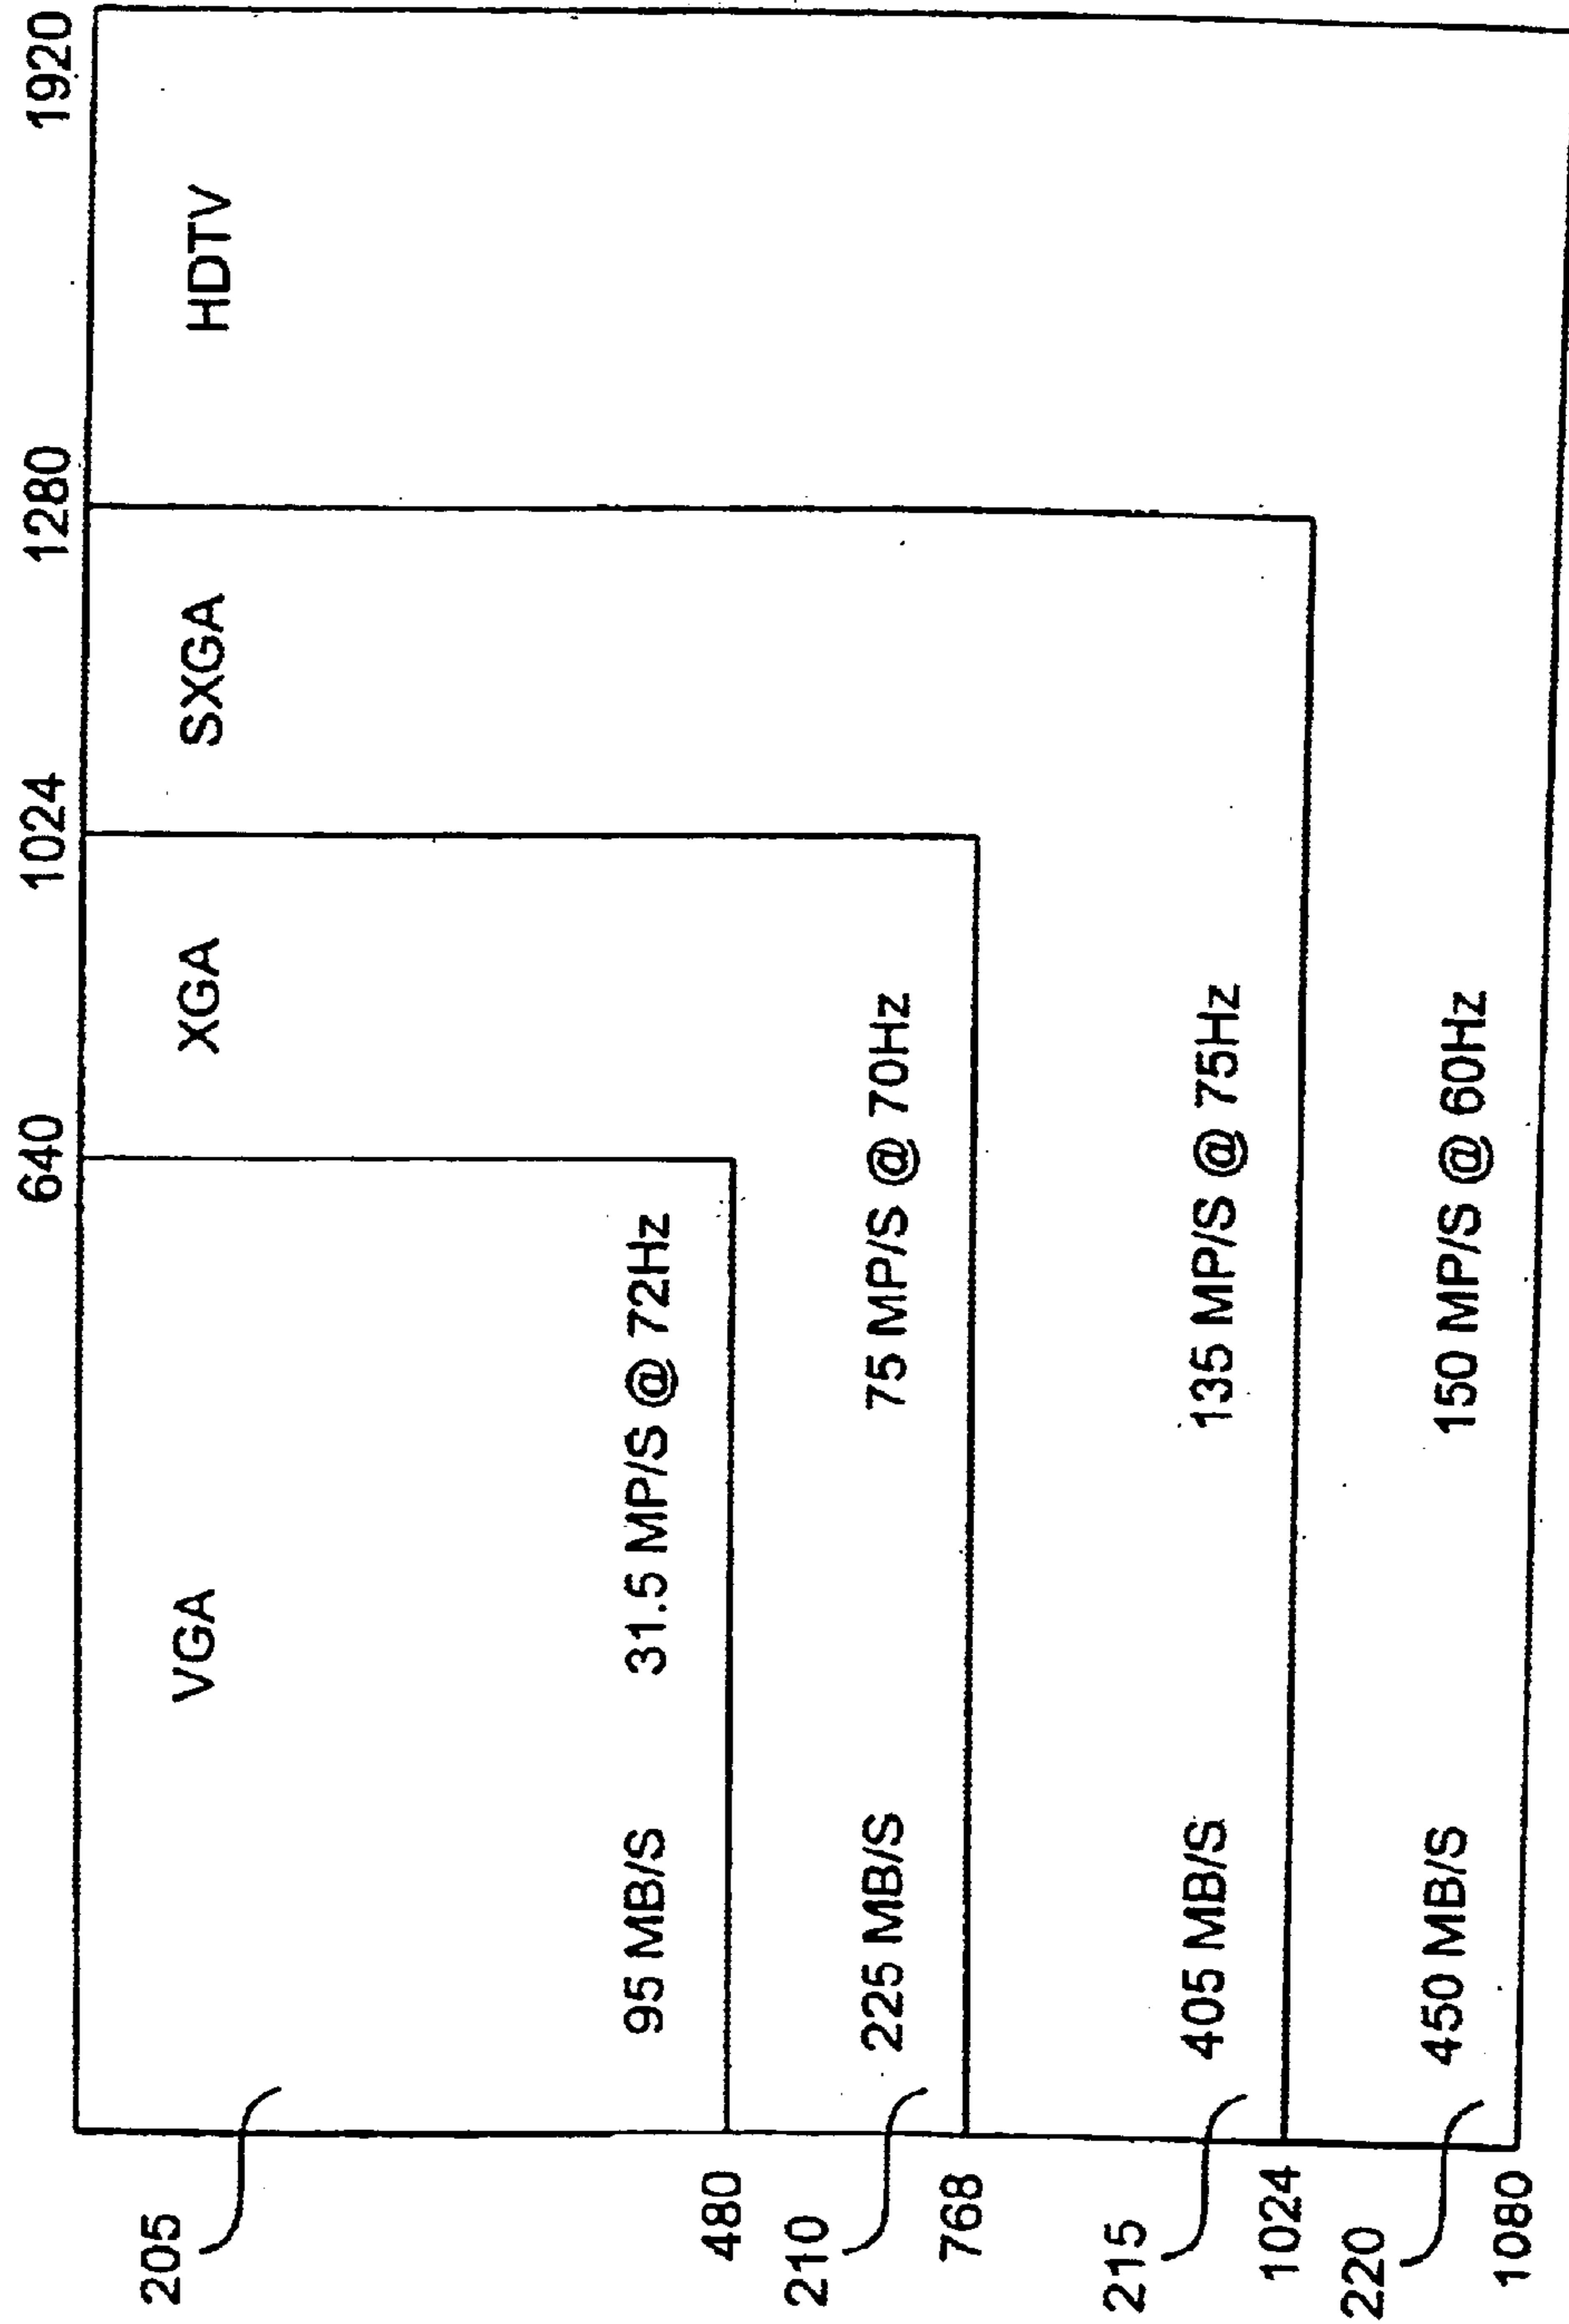 640 1024 1280 1920
205
VGA XGA SXGA HDTV
95 MB/S 31.5 MP/S @ 72Hz
480
210
225 MB/S 75 MP/S @ 70Hz
768
215
405 MB/S 135 MP/S @ 75Hz
1024
220
450 MB/S 150 MP/S @ 60Hz
1080